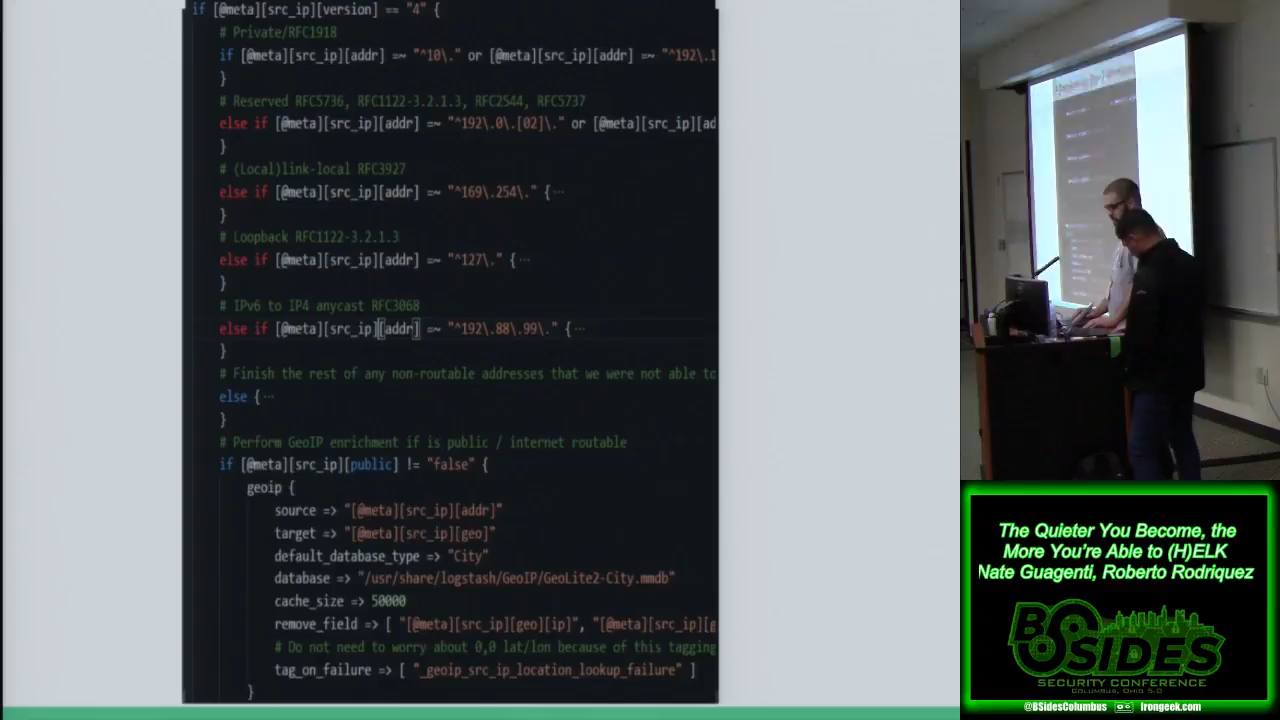 if [@meta][src_ip][version] == "4" {
# Private/RFC1918
if [@meta][src_ip][addr] =~ "^10\." or [@meta][src_ip][addr] =~ "^192\.1
}
# Reserved RFC5736, RFC1122-3.2.1.3, RFC2544, RFC5737
else if [@meta][src_ip][addr] =~ "^192\.0\.[02]\." or [@meta][src_ip][ad
}
# (Local)link-local RFC3927
else if [@meta][src_ip][addr] =~ "^169\.254\." {
}
# Loopback RFC1122-3.2.1.3
else if [@meta][src_ip][addr] =~ "^127\." {
}
# IPv6 to IP4 anycast RFC3068
else if [@meta][src_ip][addr] =~ "^192\.88\.99\." {
}
# Finish the rest of any non-routable addresses that we were not able to
else {
}
# Perform GeoIP enrichment if is public / internet routable
if [@meta][src_ip][public] != "false" {
geoip {
source => "[@meta][src_ip][addr]"
target => "[@meta][src_ip][geo]"
default_database_type => "City"
database => "/usr/share/logstash/GeoIP/GeoLite2-City.mmdb"
cache_size => 50000
remove_field => [ "[@meta][src_ip][geo][ip]", "[@meta][src_ip][g
# Do not need to worry about 0,0 lat/lon because of this tagging
tag_on_failure => [ "_geoip_src_ip_location_lookup_failure" ]
}
The Quieter You Become, the
More You're Able to (H)ELK
Nate Guagenti, Roberto Rodriquez
BSIDES
SECURITY CONFERENCE
COLUMBUS, OHIO 5.0
@BSidesColumbus irongeek.com